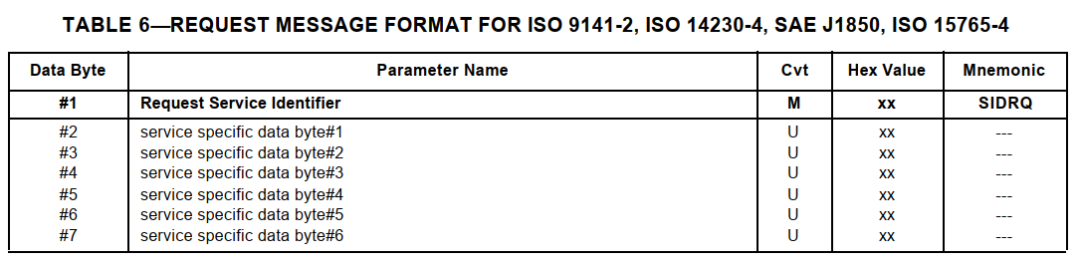 TABLE 6—REQUEST MESSAGE FORMAT FOR ISO 9141-2, ISO 14230-4, SAE J1850, ISO 15765-4
Data Byte Parameter Name Cvt Hex Value Mnemonic
#1 Request Service Identifier M xx SIDRQ
#2 service specific data byte#1 U xx ---
#3 service specific data byte#2 U xx ---
#4 service specific data byte#3 U xx ---
#5 service specific data byte#4 U xx ---
#6 service specific data byte#5 U xx ---
#7 service specific data byte#6 U xx ---